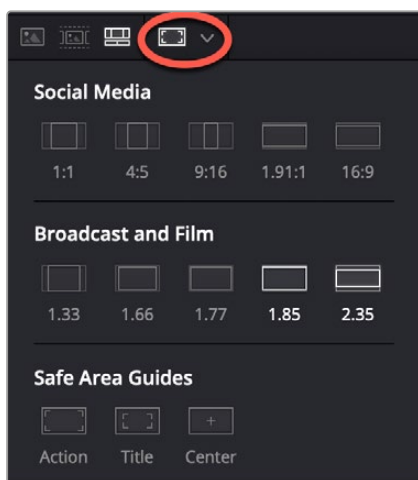 Social Media
1:1 4:5 9:16 1.91:1 16:9
Broadcast and Film
1.33 1.66 1.77 1.85 2.35
Safe Area Guides
Action Title Center